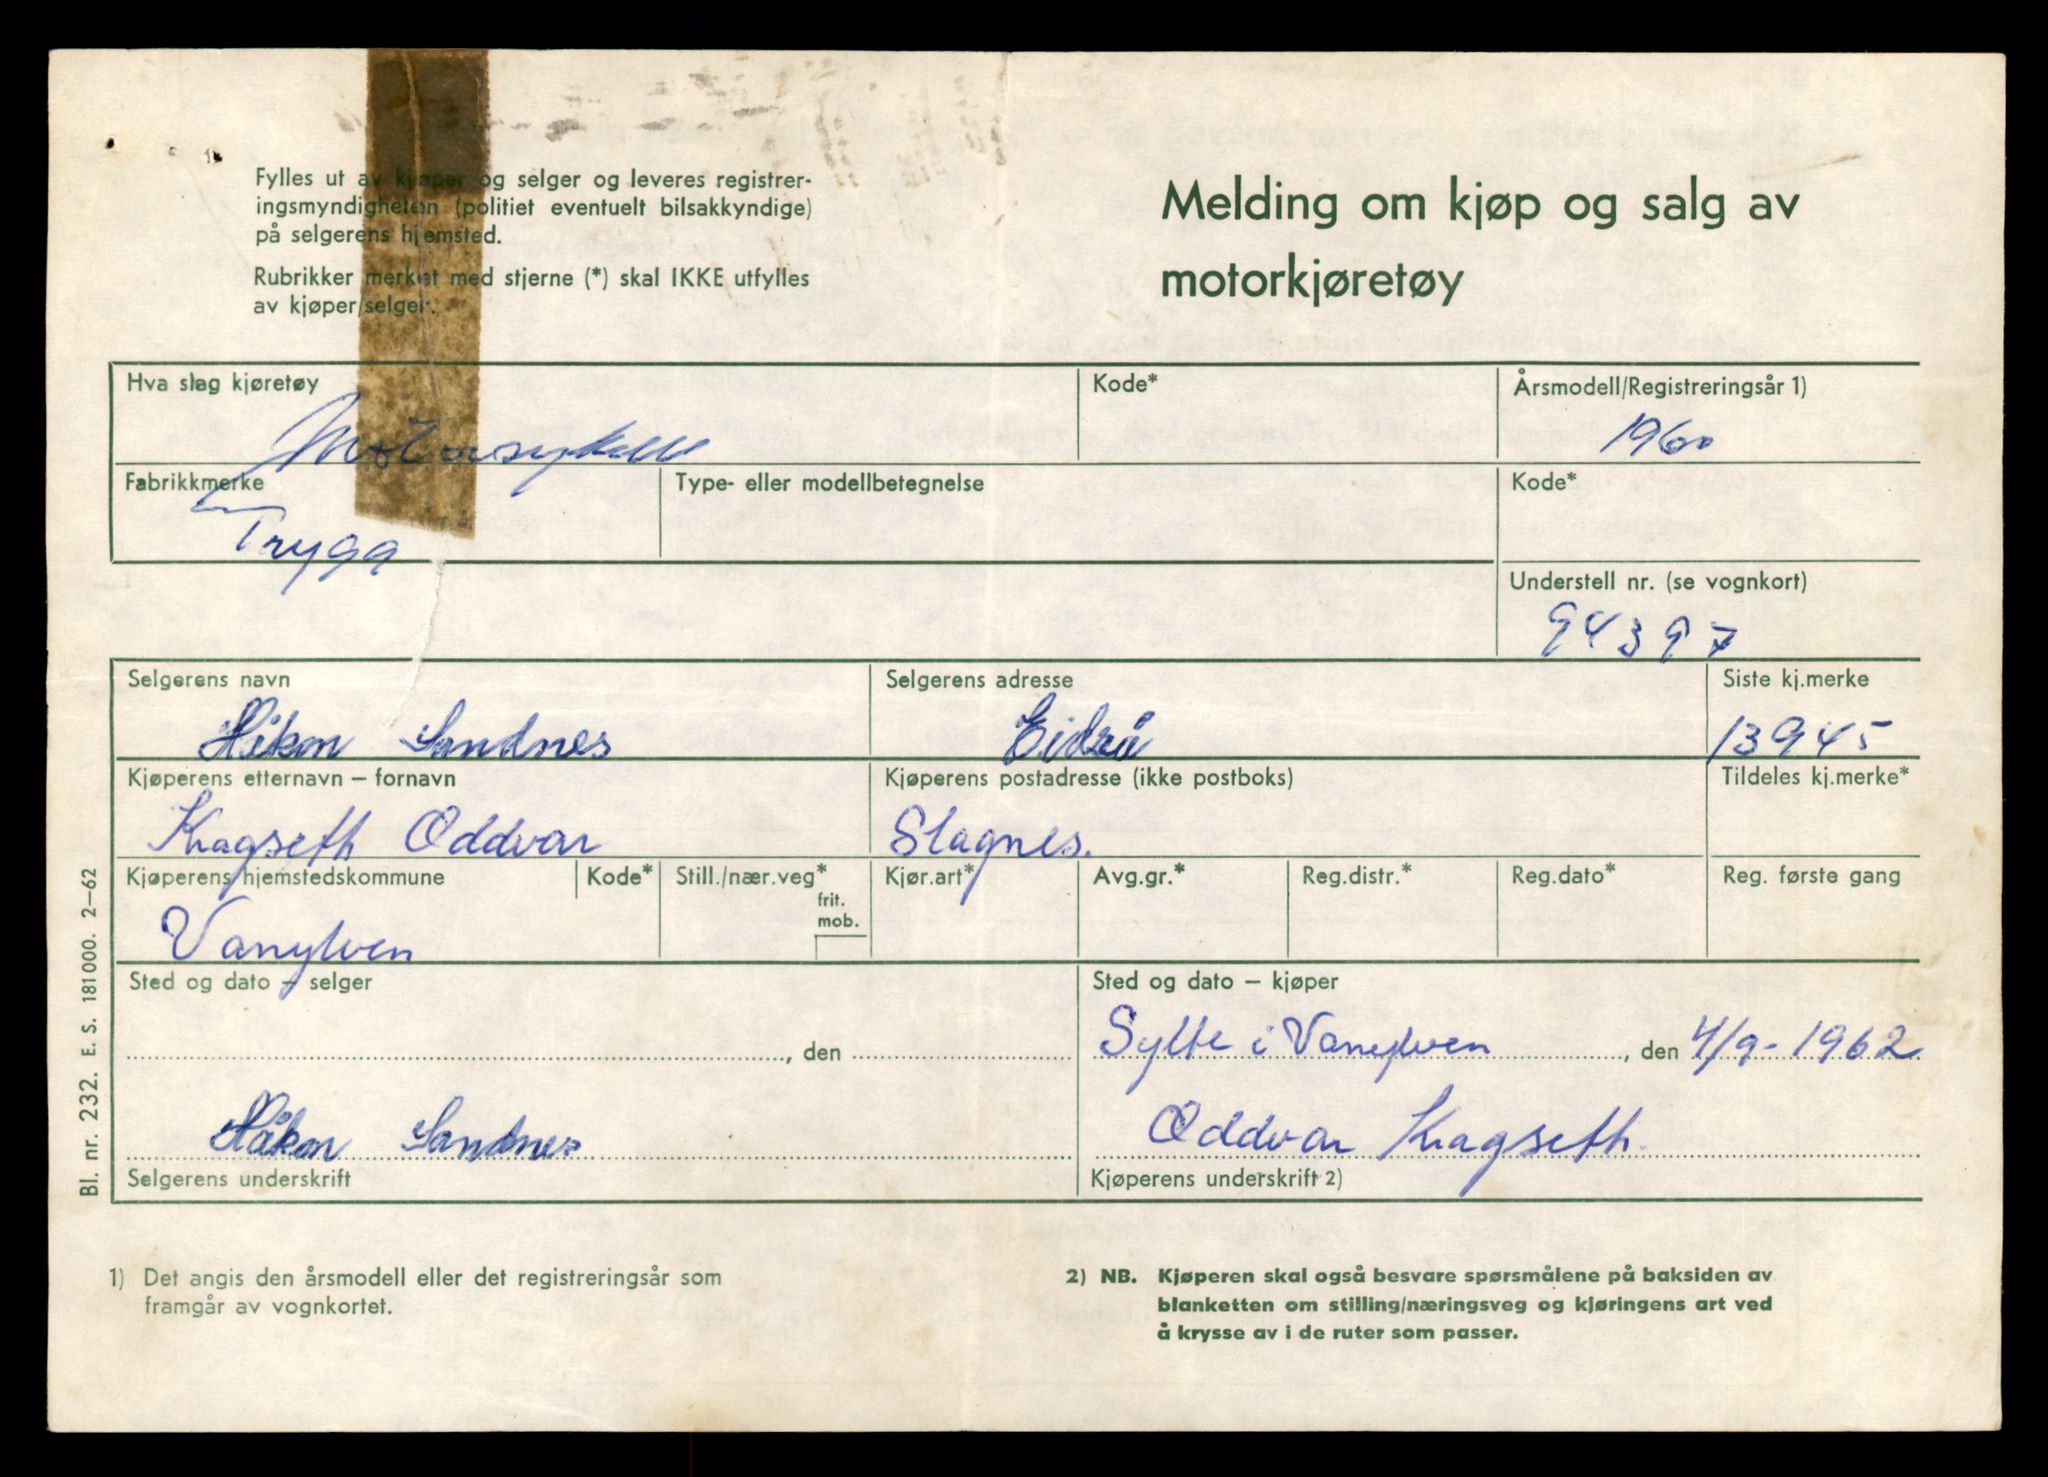 Fylles ut av kjøper og selger og leveres registrer-
ingsmyndigheten (politiet eventuelt bilsakkyndige)
på selgerens hjemsted.
Rubrikker merket med stjerne (*) skal IKKE utfylles
av kjøper/selger.
Melding om kjøp og salg av
motorkjøretøy
Hva slag kjøretøy
Motorsykkel
Kode*
Årsmodell/Registreringsår 1)
1960
Fabrikkmerke
Trygg
Type- eller modellbetegnelse
Kode*
Understell nr. (se vognkort)
94397
Selgerens navn
Håkon Sandnes
Selgerens adresse
Eidså
Siste kj.merke
13945
Kjøperens etternavn – fornavn
Kragseth Oddvar
Kjøperens postadresse (ikke postboks)
Slagnes.
Tildeles kj.merke*
Kjøperens hjemstedskommune
Vanylven
Kode*
Still./nær.veg*
frit.
mob.
Kjør.art*
Avg.gr.*
Reg.distr.*
Reg.dato*
Reg. første gang
Sted og dato – selger
, den
Håkon Sandnes
Selgerens underskrift
Sted og dato – kjøper
Sylte i Vanylven, den 4/9-1962
Oddvar Kragseth.
Kjøperens underskrift 2)
Bl. nr. 232. E. S. 181000. 2–62
1) Det angis den årsmodell eller det registreringsår som
framgår av vognkortet.
2) NB. Kjøperen skal også besvare spørsmålene på baksiden av
blanketten om stilling/næringsveg og kjøringens art ved
å krysse av i de ruter som passer.